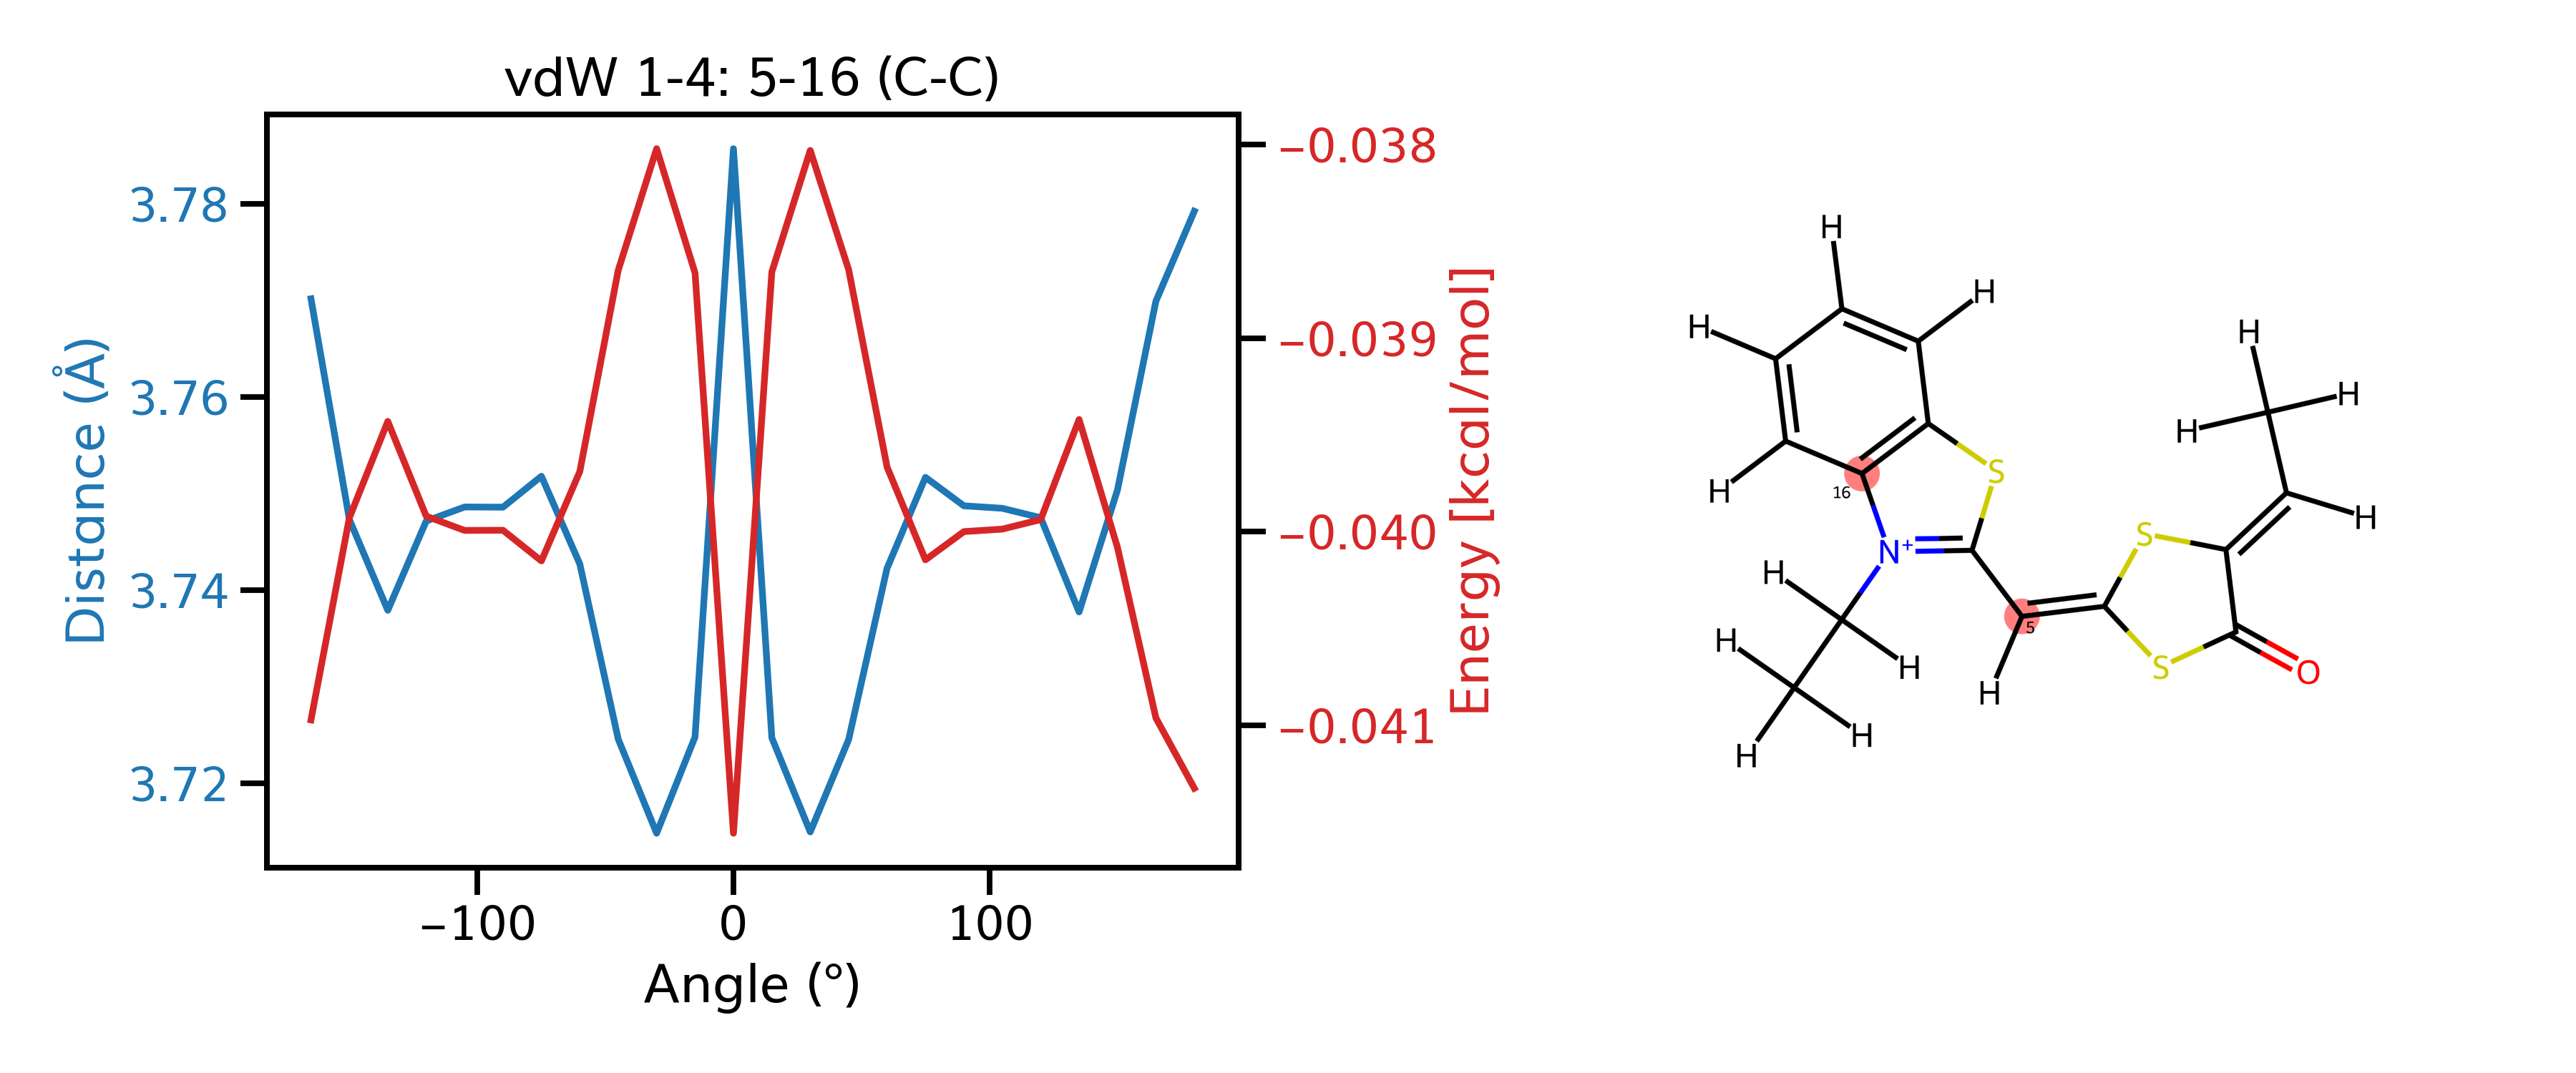 vdW 1-4: 5-16 (C-C)
3.78
3.76
3.74
3.72
Distance (Å)
−100
0
100
Angle (°)
−0.038
−0.039
−0.040
−0.041
Energy [kcal/mol]
H
H
H
H
H
H
H
S
16
S
H
N+
H
H
5
H
H
S
O
H
H
H